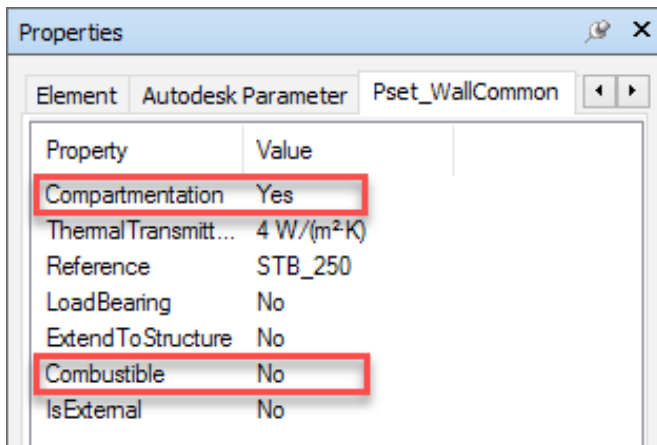 Properties
Element Autodesk Parameter Pset_WallCommon
Property Value
Compartmentation Yes
ThermalTransmitt... 4 W/(m²·K)
Reference STB_250
LoadBearing No
ExtendToStructure No
Combustible No
IsExternal No